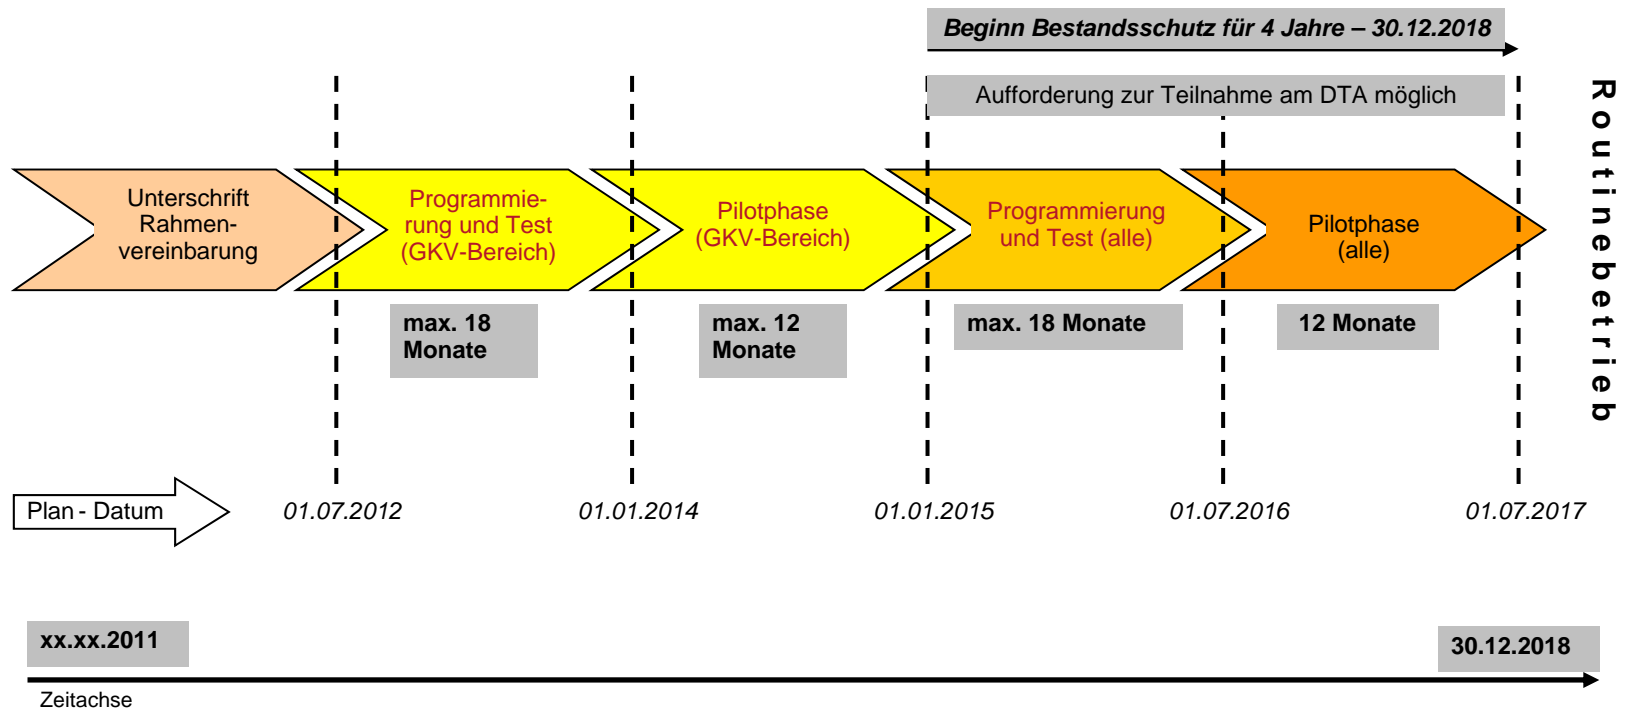 Beginn Bestandsschutz für 4 Jahre – 30.12.2018
Aufforderung zur Teilnahme am DTA möglich
Routinebetrieb
Unterschrift
Rahmen-
vereinbarung
Programmie-
rung und Test
(GKV-Bereich)
Pilotphase
(GKV-Bereich)
Programmierung
und Test (alle)
Pilotphase
(alle)
max. 18
Monate
max. 12
Monate
max. 18 Monate
12 Monate
Plan - Datum
01.07.2012
01.01.2014
01.01.2015
01.07.2016
01.07.2017
xx.xx.2011
30.12.2018
Zeitachse